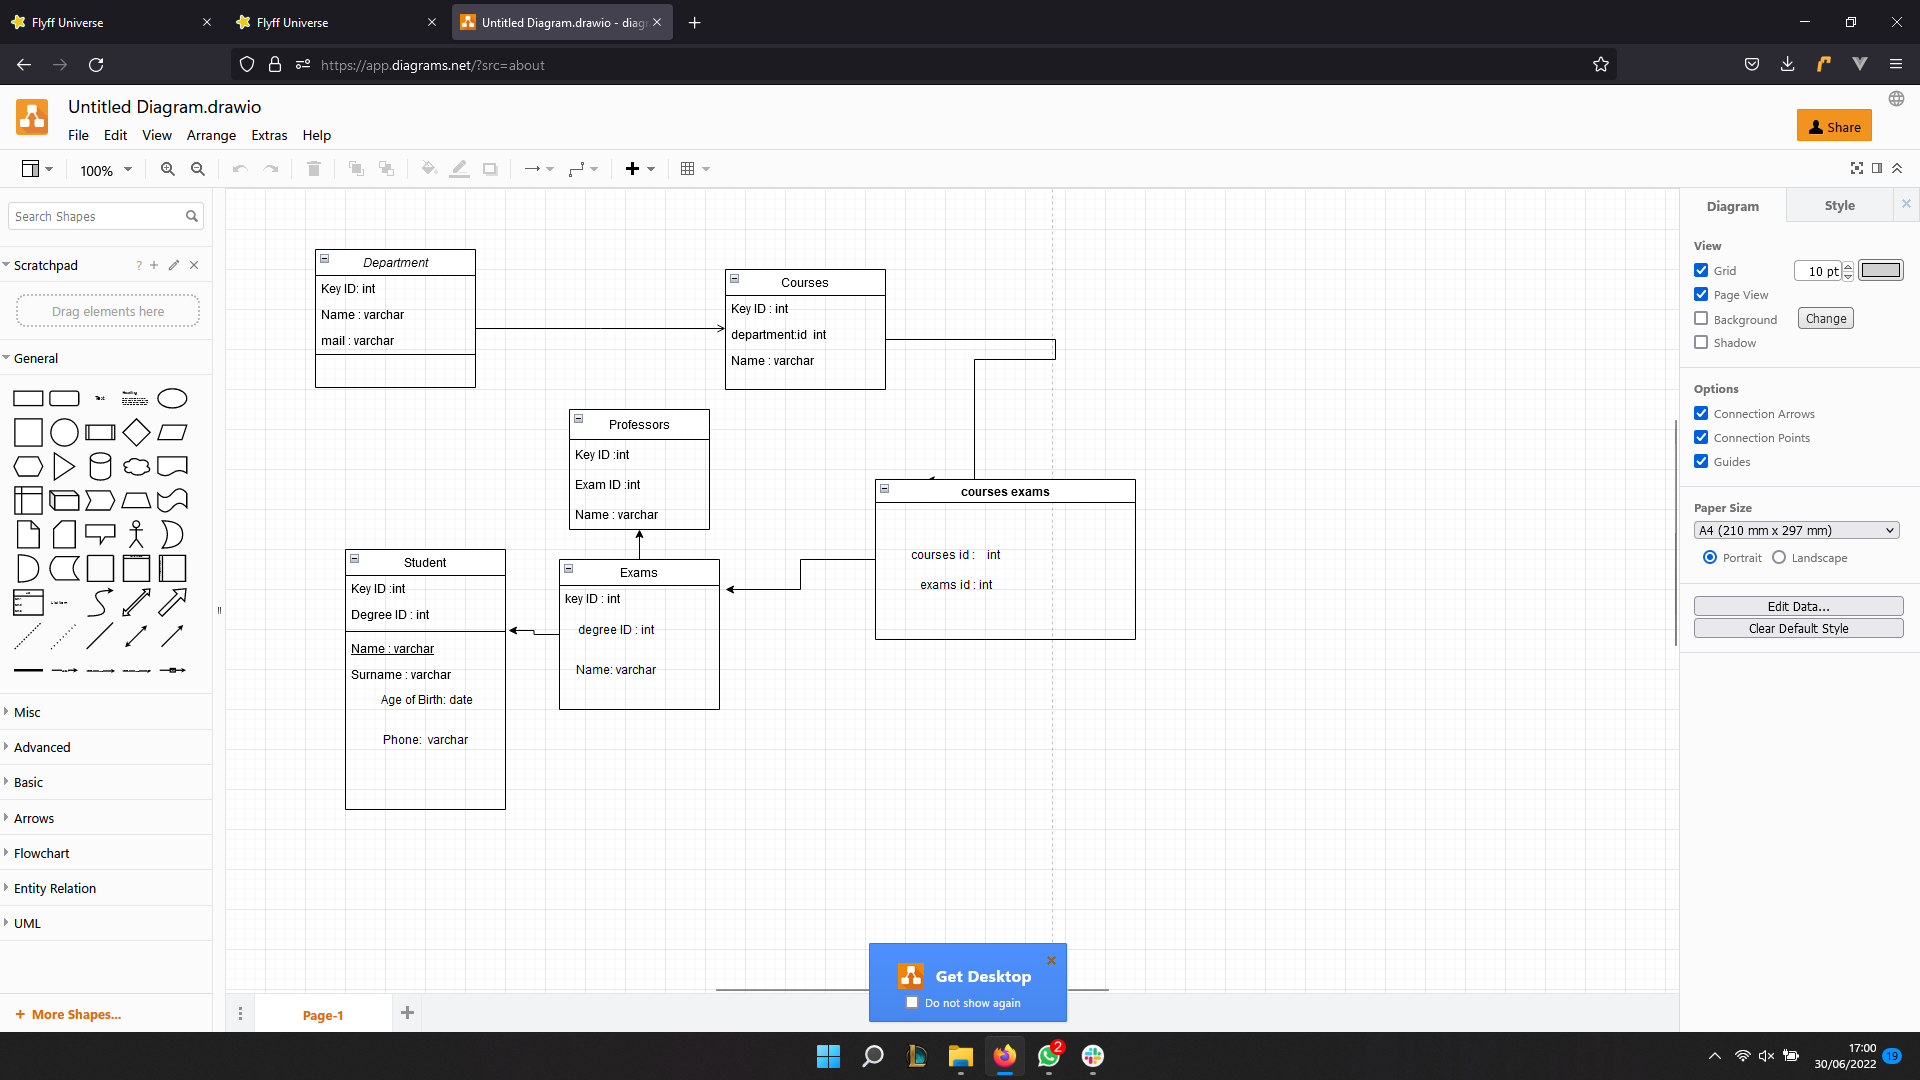 Flyff Universe
Flyff Universe
Untitled Diagram.drawio - diagr
https://app.diagrams.net/?src=about
Untitled Diagram.drawio
File Edit View Arrange Extras Help
Share
100%
Search Shapes
Scratchpad
?
Drag elements here
General
Text
Heading
Misc
Advanced
Basic
Arrows
Flowchart
Entity Relation
UML
+ More Shapes...
Department
Key ID: int
Name : varchar
mail : varchar
Courses
Key ID : int
department:id int
Name : varchar
Professors
Key ID :int
Exam ID :int
Name : varchar
courses exams
courses id : int
exams id : int
Student
Key ID :int
Degree ID : int
Name : varchar
Surname : varchar
Age of Birth: date
Phone: varchar
Exams
key ID : int
degree ID : int
Name: varchar
Diagram
Style
View
Grid
10 pt
Page View
Background
Change
Shadow
Options
Connection Arrows
Connection Points
Guides
Paper Size
A4 (210 mm x 297 mm)
Portrait
Landscape
Edit Data...
Clear Default Style
Get Desktop
Do not show again
Page-1
2
17:00
30/06/2022
19